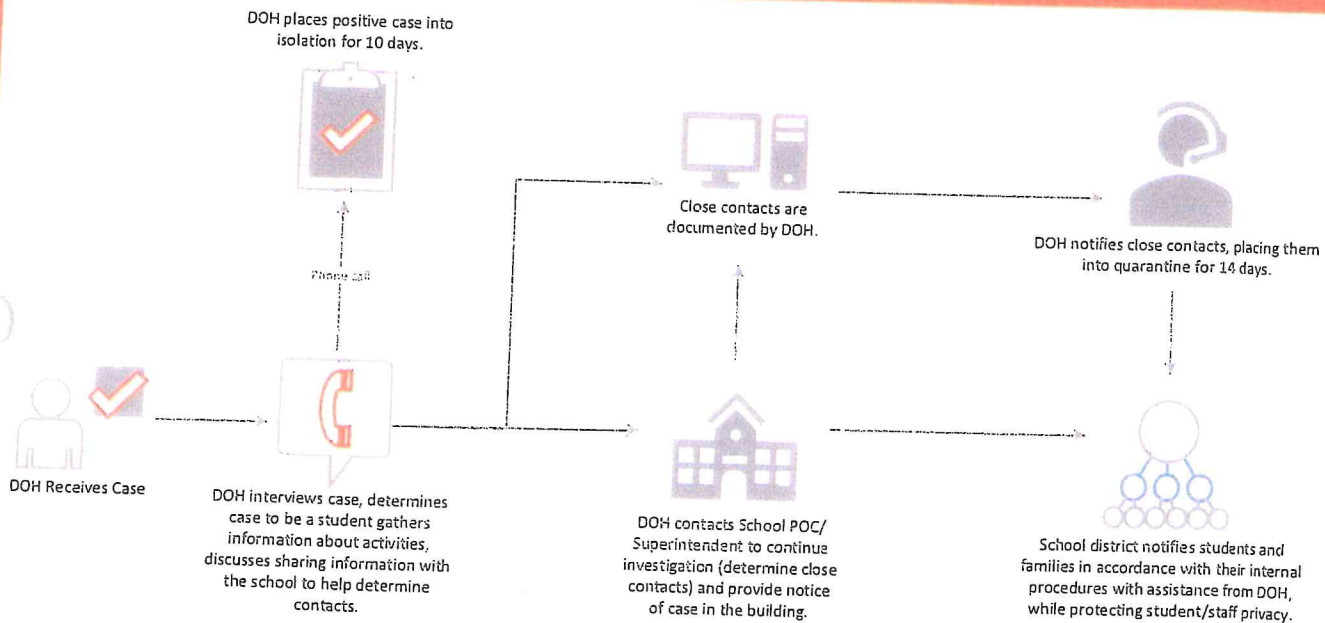 DOH places positive case into
isolation for 10 days.
Phone call
DOH Receives Case
DOH interviews case, determines
case to be a student gathers
information about activities,
discusses sharing information with
the school to help determine
contacts.
Close contacts are
documented by DOH.
DOH contacts School POC/
Superintendent to continue
investigation (determine close
contacts) and provide notice
of case in the building.
DOH notifies close contacts, placing them
into quarantine for 14 days.
School district notifies students and
families in accordance with their internal
procedures with assistance from DOH,
while protecting student/staff privacy.